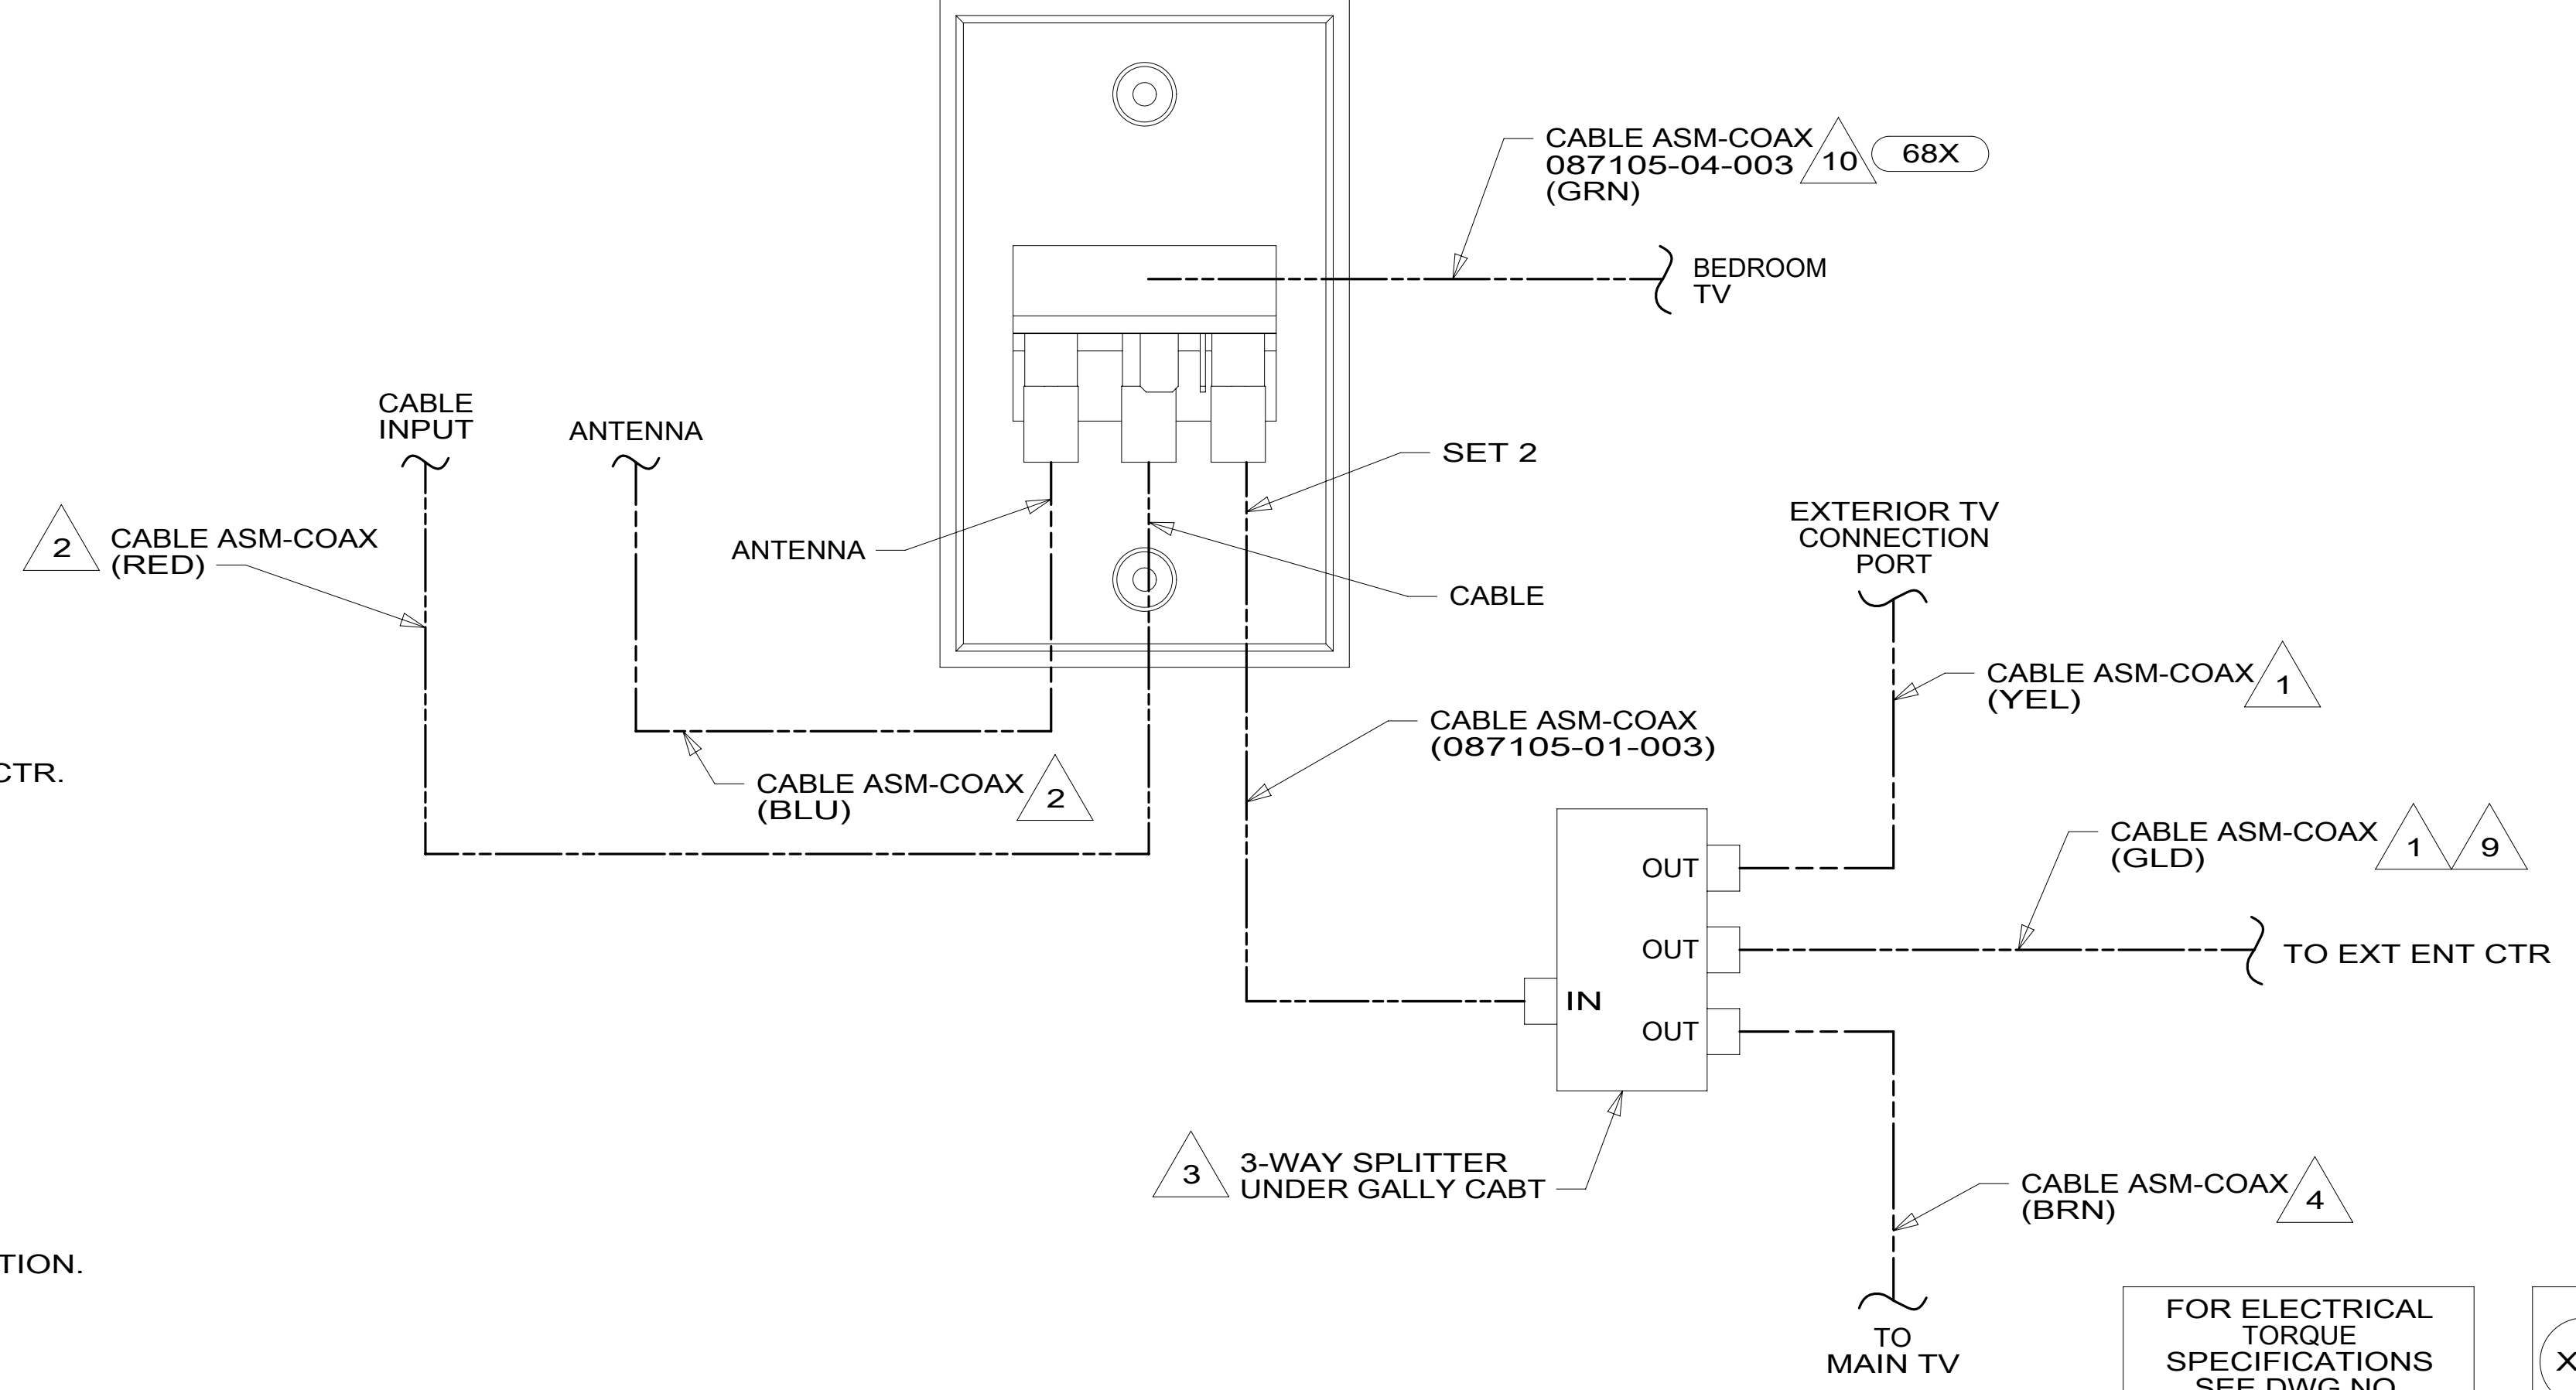 CABLE ASM-COAX
087105-04-003
(GRN)
10
68X
BEDROOM
TV
CABLE
INPUT
ANTENNA
SET 2
2
CABLE ASM-COAX
(RED)
ANTENNA
CABLE
EXTERIOR TV
CONNECTION
PORT
CABLE ASM-COAX
(YEL)
1
CABLE ASM-COAX
(087105-01-003)
CTR.
CABLE ASM-COAX
(BLU)
2
CABLE ASM-COAX
(GLD)
1
9
OUT
OUT
TO EXT ENT CTR
IN
OUT
3
3-WAY SPLITTER
UNDER GALLY CABT
CABLE ASM-COAX
(BRN)
4
TION.
TO
MAIN TV
FOR ELECTRICAL
TORQUE
SPECIFICATIONS
SEE DWG NO
X